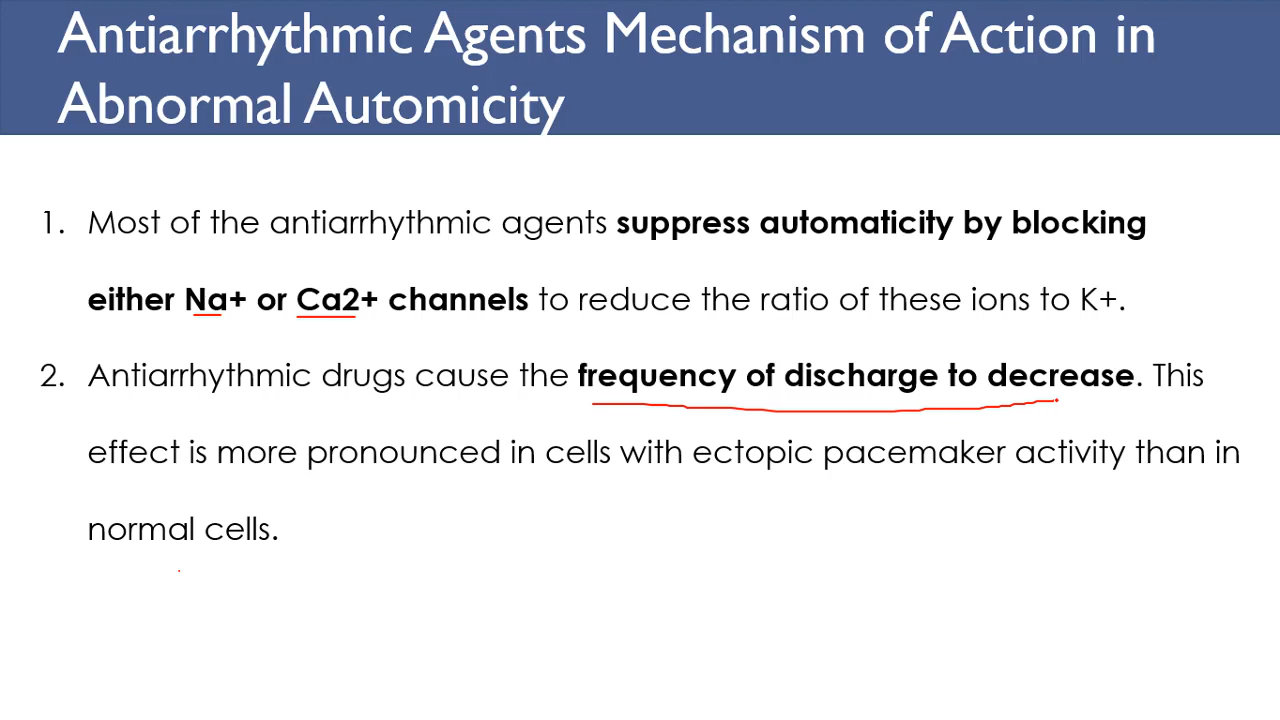 Antiarrhythmic Agents Mechanism of Action in
Abnormal Automicity
1. Most of the antiarrhythmic agents suppress automaticity by blocking
either Na+ or Ca2+ channels to reduce the ratio of these ions to K+.
2. Antiarrhythmic drugs cause the frequency of discharge to decrease. This
effect is more pronounced in cells with ectopic pacemaker activity than in
normal cells.